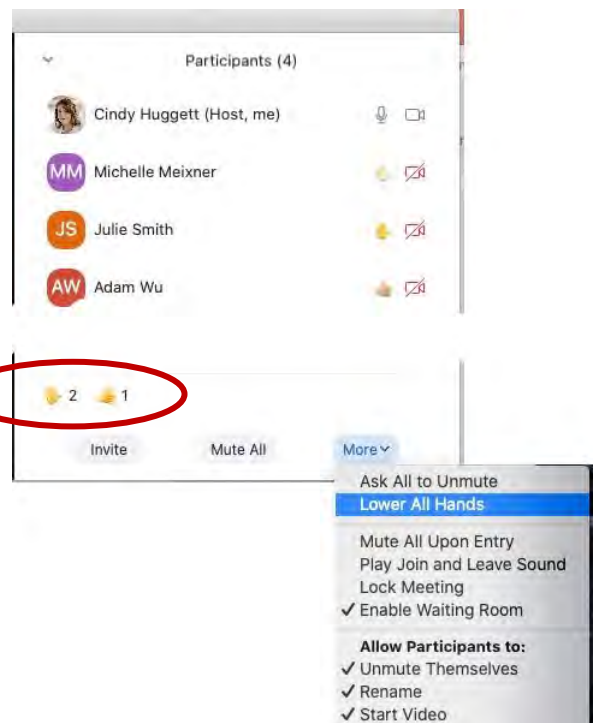 Participants (4)
Cindy Huggett (Host, me)
MM Michelle Meixner
JS Julie Smith
AW Adam Wu
2 1
Invite Mute All More
Ask All to Unmute
Lower All Hands
Mute All Upon Entry
Play Join and Leave Sound
Lock Meeting
✓ Enable Waiting Room
Allow Participants to:
✓ Unmute Themselves
✓ Rename
✓ Start Video